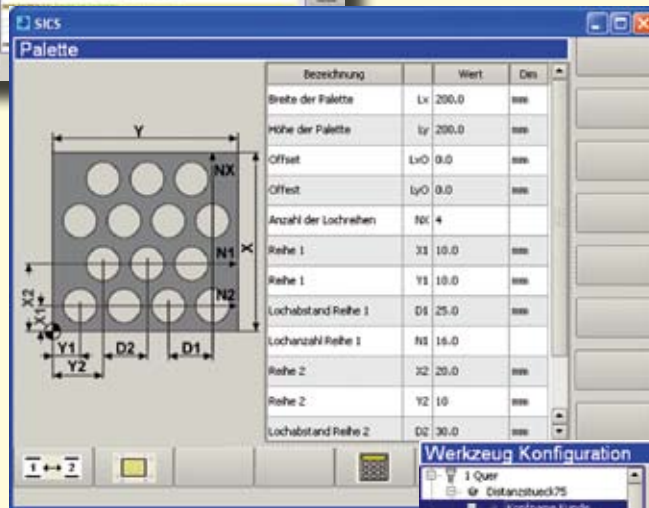 SICS
Palette
Bezeichnung Wert Dim
Breite der Palette Lx 200.0 mm
Höhe der Palette Ly 200.0 mm
Offset LxO 0.0 mm
Offest LyO 0.0 mm
Anzahl der Lochreihen NX 4
Reihe 1 X1 10.0 mm
Reihe 1 Y1 10.0 mm
Lochabstand Reihe 1 D1 25.0 mm
Lochanzahl Reihe 1 N1 16.0
Reihe 2 X2 20.0 mm
Reihe 2 Y2 10 mm
Lochabstand Reihe 2 D2 30.0 mm
Y
NX
X
N1
N2
X2
X1
Y1
D2
D1
Y2
1 ↔ 2
Werkzeug Konfiguration
1 Quer
Distanzstueck75